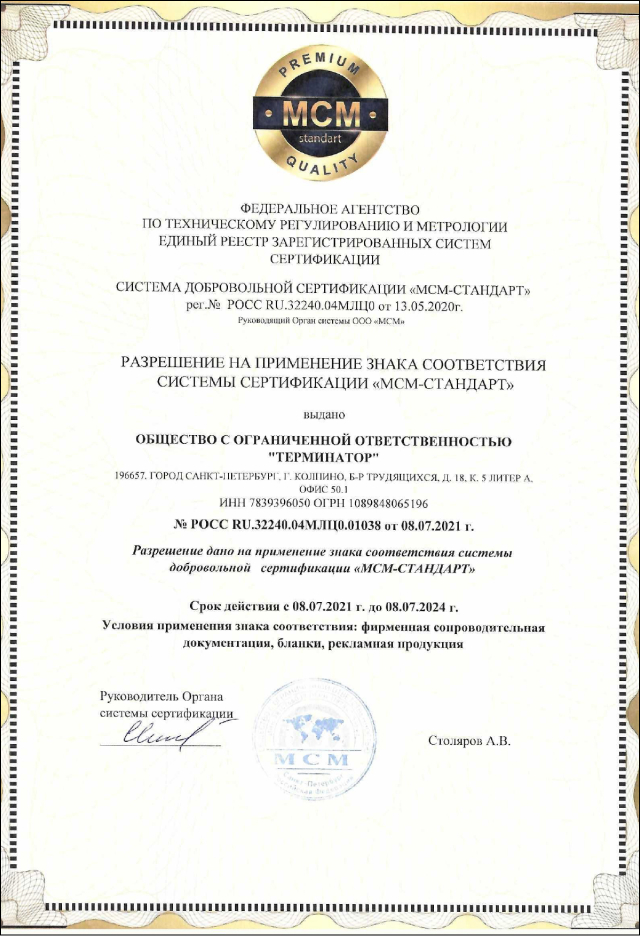 PREMIUM
MCM
standart
QUALITY
ФЕДЕРАЛЬНОЕ АГЕНТСТВО
ПО ТЕХНИЧЕСКОМУ РЕГУЛИРОВАНИЮ И МЕТРОЛОГИИ
ЕДИНЫЙ РЕЕСТР ЗАРЕГИСТРИРОВАННЫХ СИСТЕМ
СЕРТИФИКАЦИИ
СИСТЕМА ДОБРОВОЛЬНОЙ СЕРТИФИКАЦИИ «МСМ-СТАНДАРТ»
рег.№ РОСС RU.32240.04МЛЦ0 от 13.05.2020г.
Руководящий Орган системы ООО «МСМ»
РАЗРЕШЕНИЕ НА ПРИМЕНЕНИЕ ЗНАКА СООТВЕТСТВИЯ
СИСТЕМЫ СЕРТИФИКАЦИИ «МСМ-СТАНДАРТ»
выдано
ОБЩЕСТВО С ОГРАНИЧЕННОЙ ОТВЕТСТВЕННОСТЬЮ
"ТЕРМИНАТОР"
196657, ГОРОД САНКТ-ПЕТЕРБУРГ, Г. КОЛПИНО, Б-Р ТРУДЯЩИХСЯ, Д. 18, К. 5 ЛИТЕР А,
ОФИС 50.1
ИНН 7839396050 ОГРН 1089848065196
№ РОСС RU.32240.04МЛЦ0.01038 от 08.07.2021 г.
Разрешение дано на применение знака соответствия системы
добровольной сертификации «МСМ-СТАНДАРТ»
Срок действия с 08.07.2021 г. до 08.07.2024 г.
Условия применения знака соответствия: фирменная сопроводительная
документация, бланки, рекламная продукция
Руководитель Органа
системы сертификации
Столяров А.В.
МСМ
Санкт-Петербург